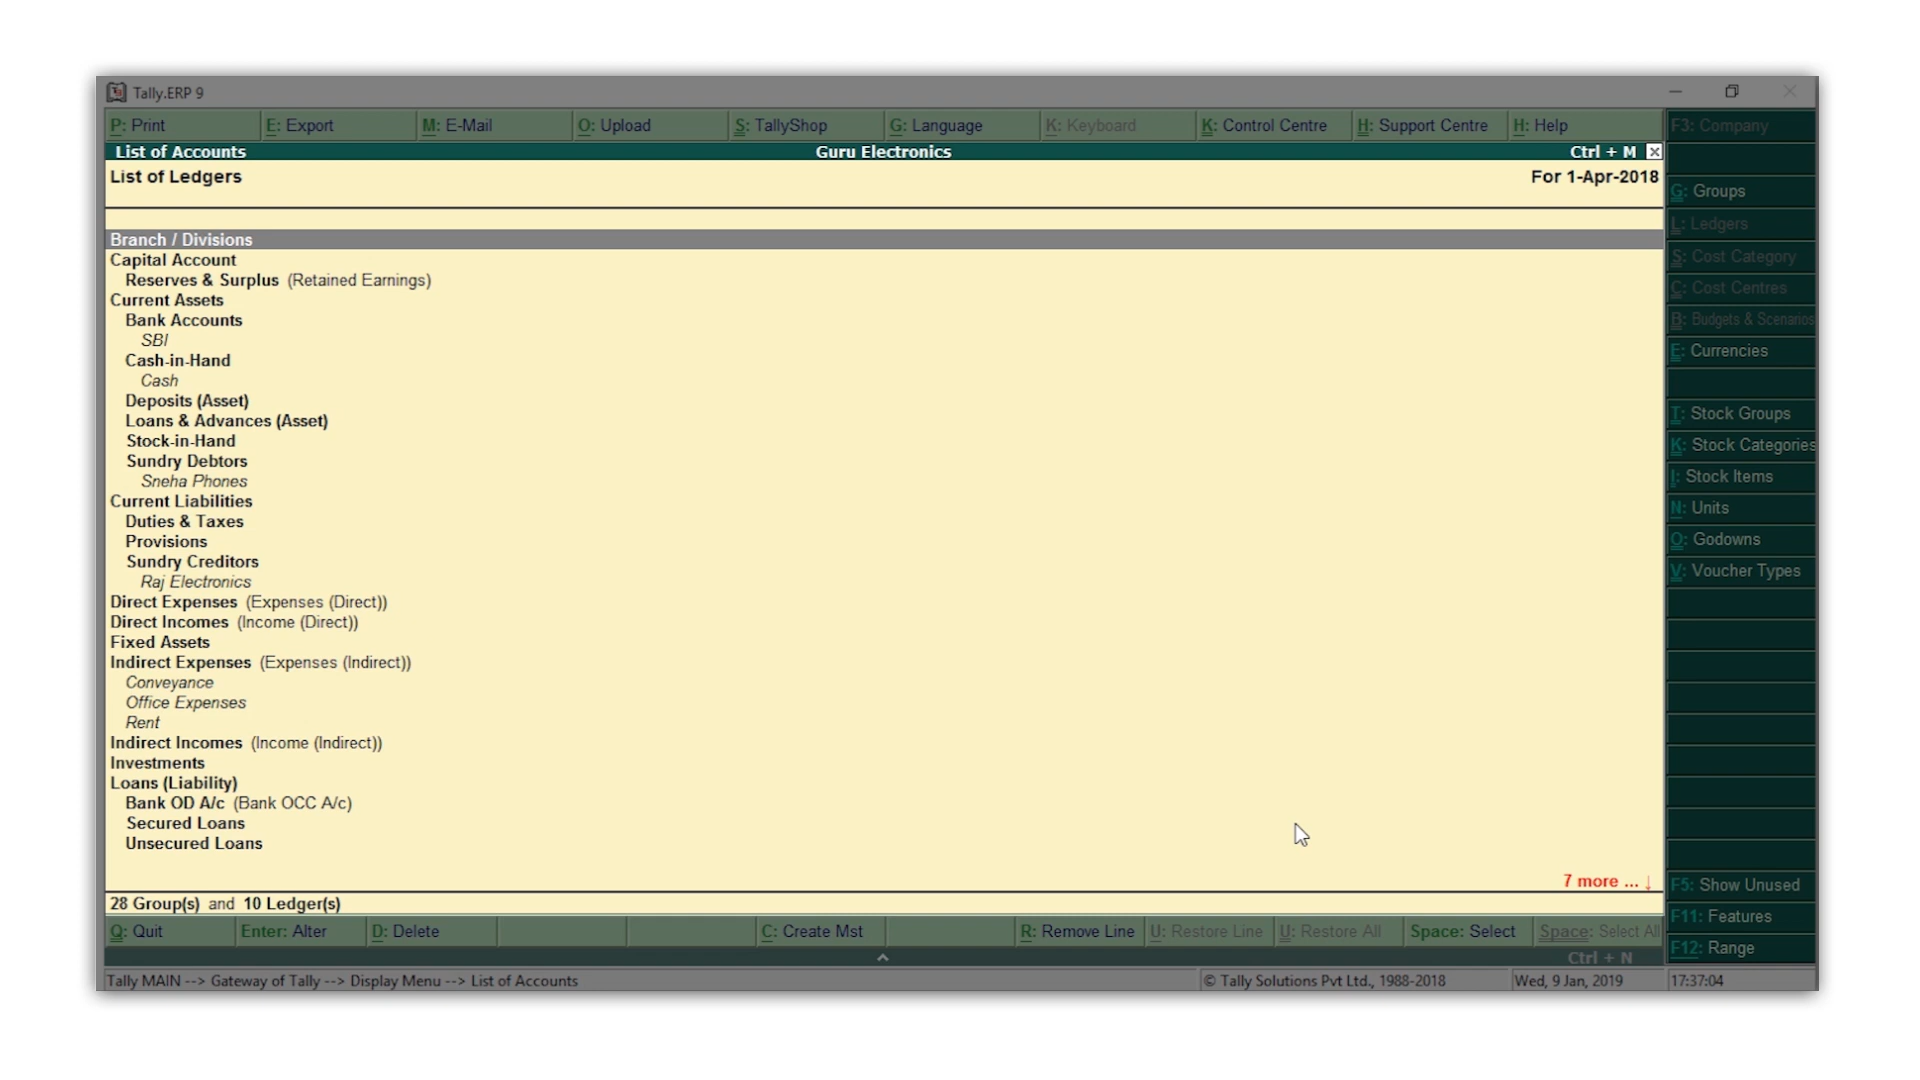 Tally.ERP 9
P: Print E: Export M: E-Mail O: Upload S: TallyShop G: Language K: Keyboard K: Control Centre H: Support Centre H: Help F3: Company
List of Accounts Guru Electronics Ctrl + M
List of Ledgers For 1-Apr-2018
Branch / Divisions
Capital Account
Reserves & Surplus (Retained Earnings)
Current Assets
Bank Accounts
SBI
Cash-in-Hand
Cash
Deposits (Asset)
Loans & Advances (Asset)
Stock-in-Hand
Sundry Debtors
Sneha Phones
Current Liabilities
Duties & Taxes
Provisions
Sundry Creditors
Raj Electronics
Direct Expenses (Expenses (Direct))
Direct Incomes (Income (Direct))
Fixed Assets
Indirect Expenses (Expenses (Indirect))
Conveyance
Office Expenses
Rent
Indirect Incomes (Income (Indirect))
Investments
Loans (Liability)
Bank OD A/c (Bank OCC A/c)
Secured Loans
Unsecured Loans
7 more ... ↓
28 Group(s) and 10 Ledger(s)
G: Groups
L: Ledgers
S: Cost Category
C: Cost Centres
B: Budgets & Scenarios
E: Currencies
T: Stock Groups
K: Stock Categories
I: Stock Items
N: Units
O: Godowns
V: Voucher Types
F5: Show Unused
F11: Features
F12: Range
Q: Quit Enter: Alter D: Delete C: Create Mst R: Remove Line U: Restore Line U: Restore All Space: Select Space: Select All
Ctrl + N
Tally MAIN --> Gateway of Tally --> Display Menu --> List of Accounts © Tally Solutions Pvt Ltd., 1988-2018 Wed, 9 Jan, 2019 17:37:04